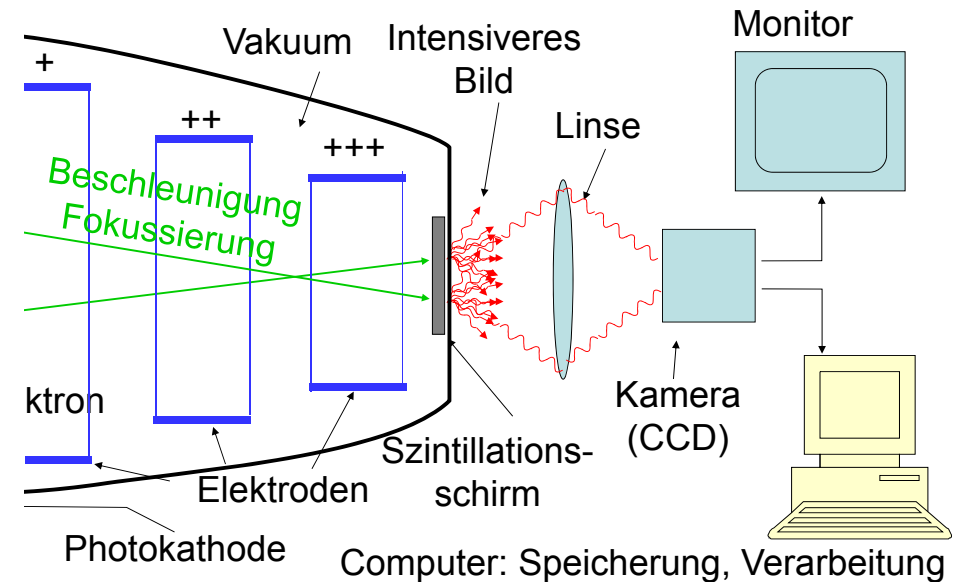 Monitor
Vakuum
Intensiveres
Bild
+
++
+++
Linse
Beschleunigung
Fokussierung
ktron
Kamera
(CCD)
Szintillations-
schirm
Elektroden
Photokathode
Computer: Speicherung, Verarbeitung